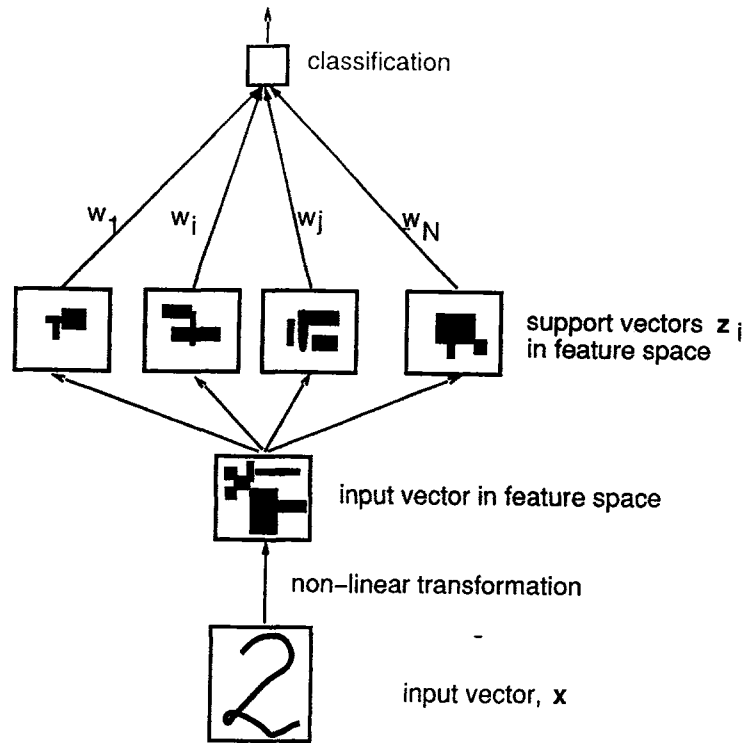 classification
w1 wi wj wN
support vectors zi
in feature space
input vector in feature space
non-linear transformation
2
input vector, x